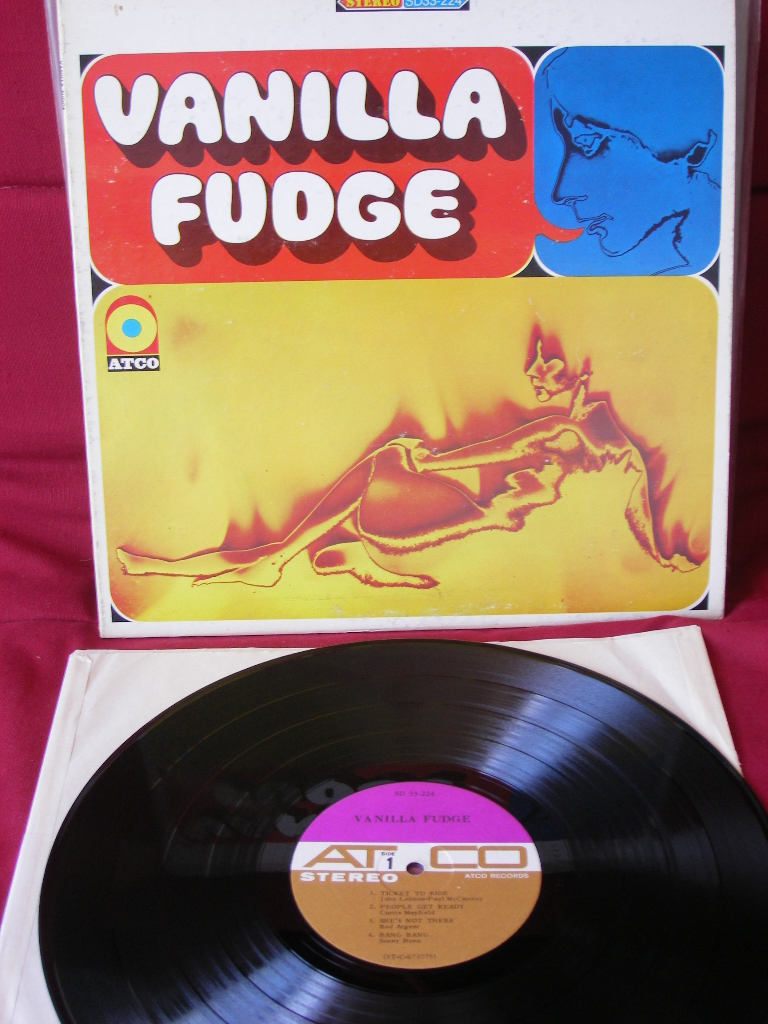 STEREO SD33-224
VANILLA
FUDGE
ATCO
SD 33-224
VANILLA FUDGE
ATCO
SIDE
1
STEREO
ATCO RECORDS
1. TICKET TO RIDE
John Lennon-Paul McCartney
2. PEOPLE GET READY
Curtis Mayfield
3. SHE'S NOT THERE
Rod Argent
4. BANG BANG
Sonny Bono